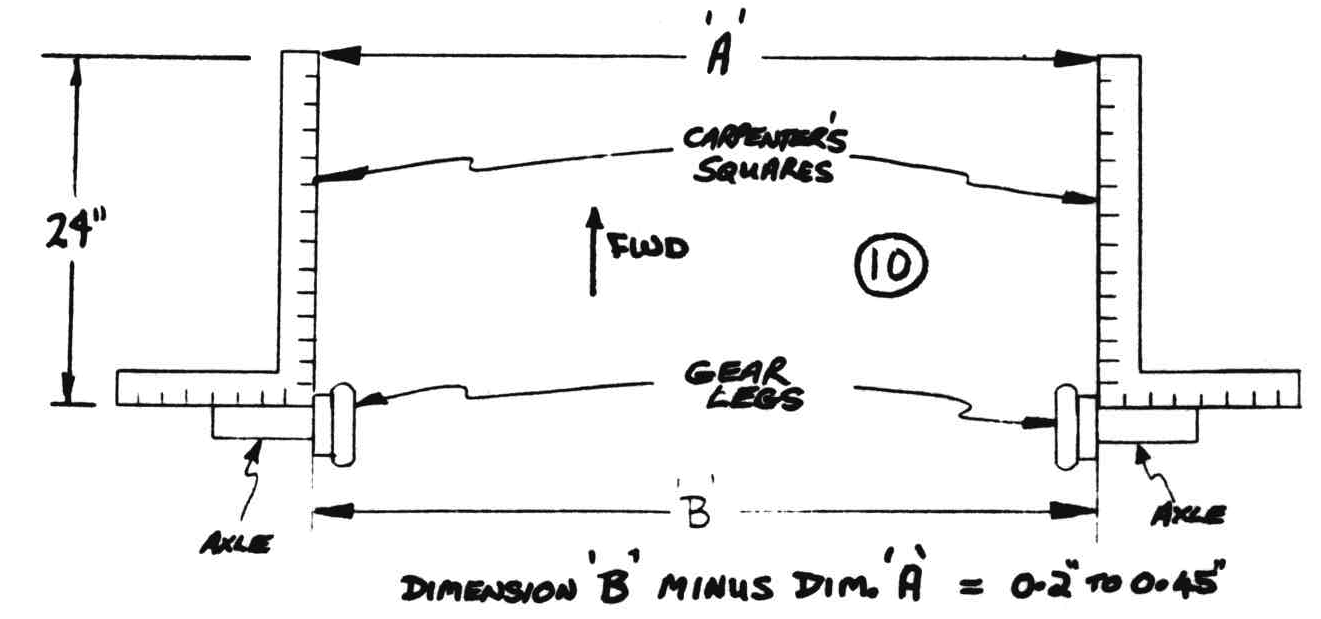 'A'
CARPENTER'S
SQUARES
24"
FWD
10
GEAR
LEGS
'B'
AXLE
AXLE
DIMENSION 'B' MINUS DIM. 'A' = 0.2" TO 0.45"